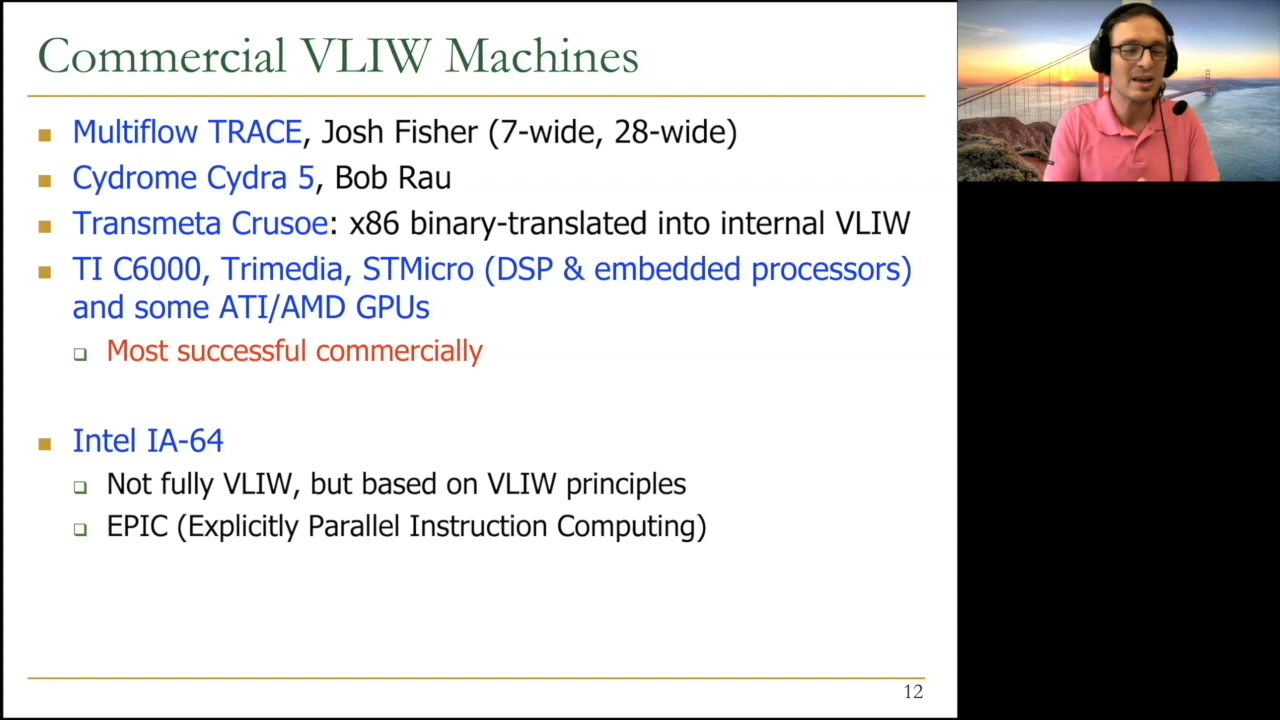 Commercial VLIW Machines
Multiflow TRACE, Josh Fisher (7-wide, 28-wide)
Cydrome Cydra 5, Bob Rau
Transmeta Crusoe: x86 binary-translated into internal VLIW
TI C6000, Trimedia, STMicro (DSP & embedded processors)
and some ATI/AMD GPUs
Most successful commercially
Intel IA-64
Not fully VLIW, but based on VLIW principles
EPIC (Explicitly Parallel Instruction Computing)
12